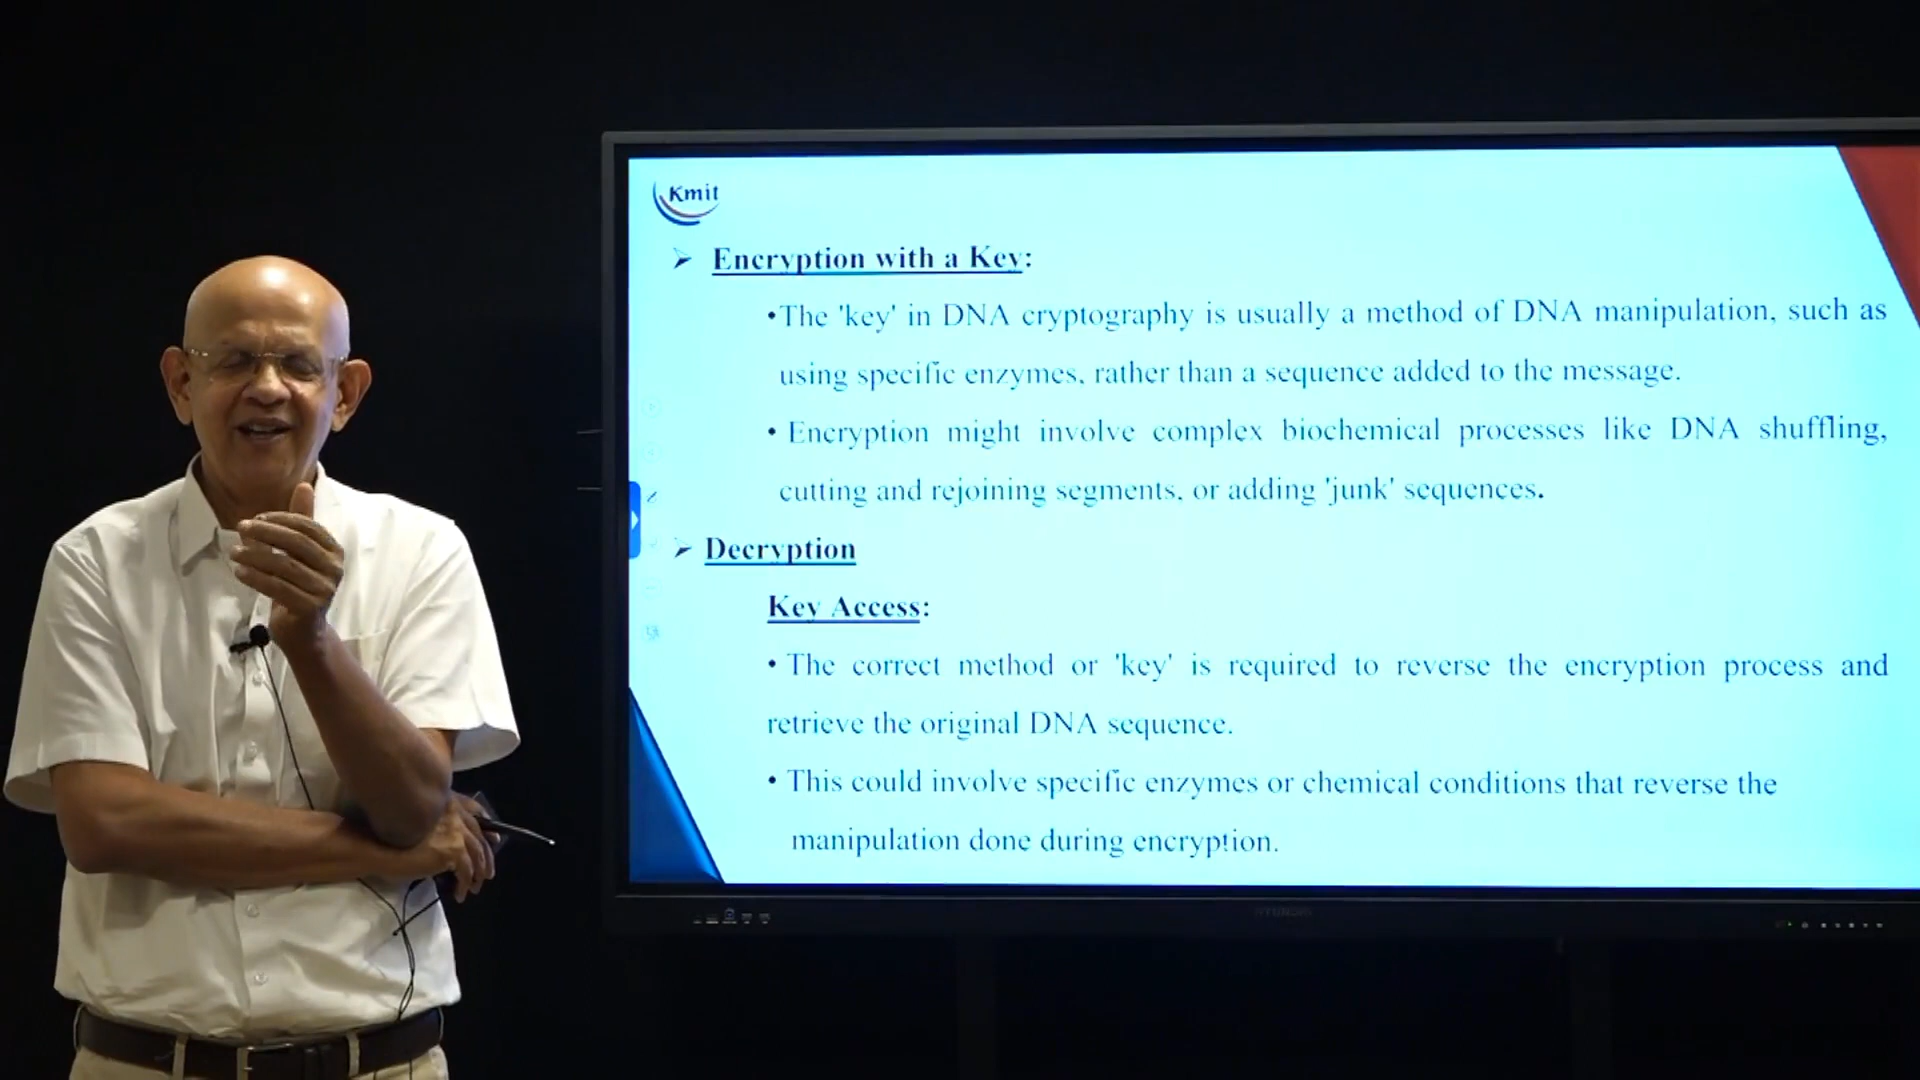 Kmit
➢ Encryption with a Key:
•The 'key' in DNA cryptography is usually a method of DNA manipulation, such as
using specific enzymes, rather than a sequence added to the message.
• Encryption might involve complex biochemical processes like DNA shuffling,
cutting and rejoining segments, or adding 'junk' sequences.
➢ Decryption
Key Access:
• The correct method or 'key' is required to reverse the encryption process and
retrieve the original DNA sequence.
• This could involve specific enzymes or chemical conditions that reverse the
manipulation done during encryption.
HYUNDAI